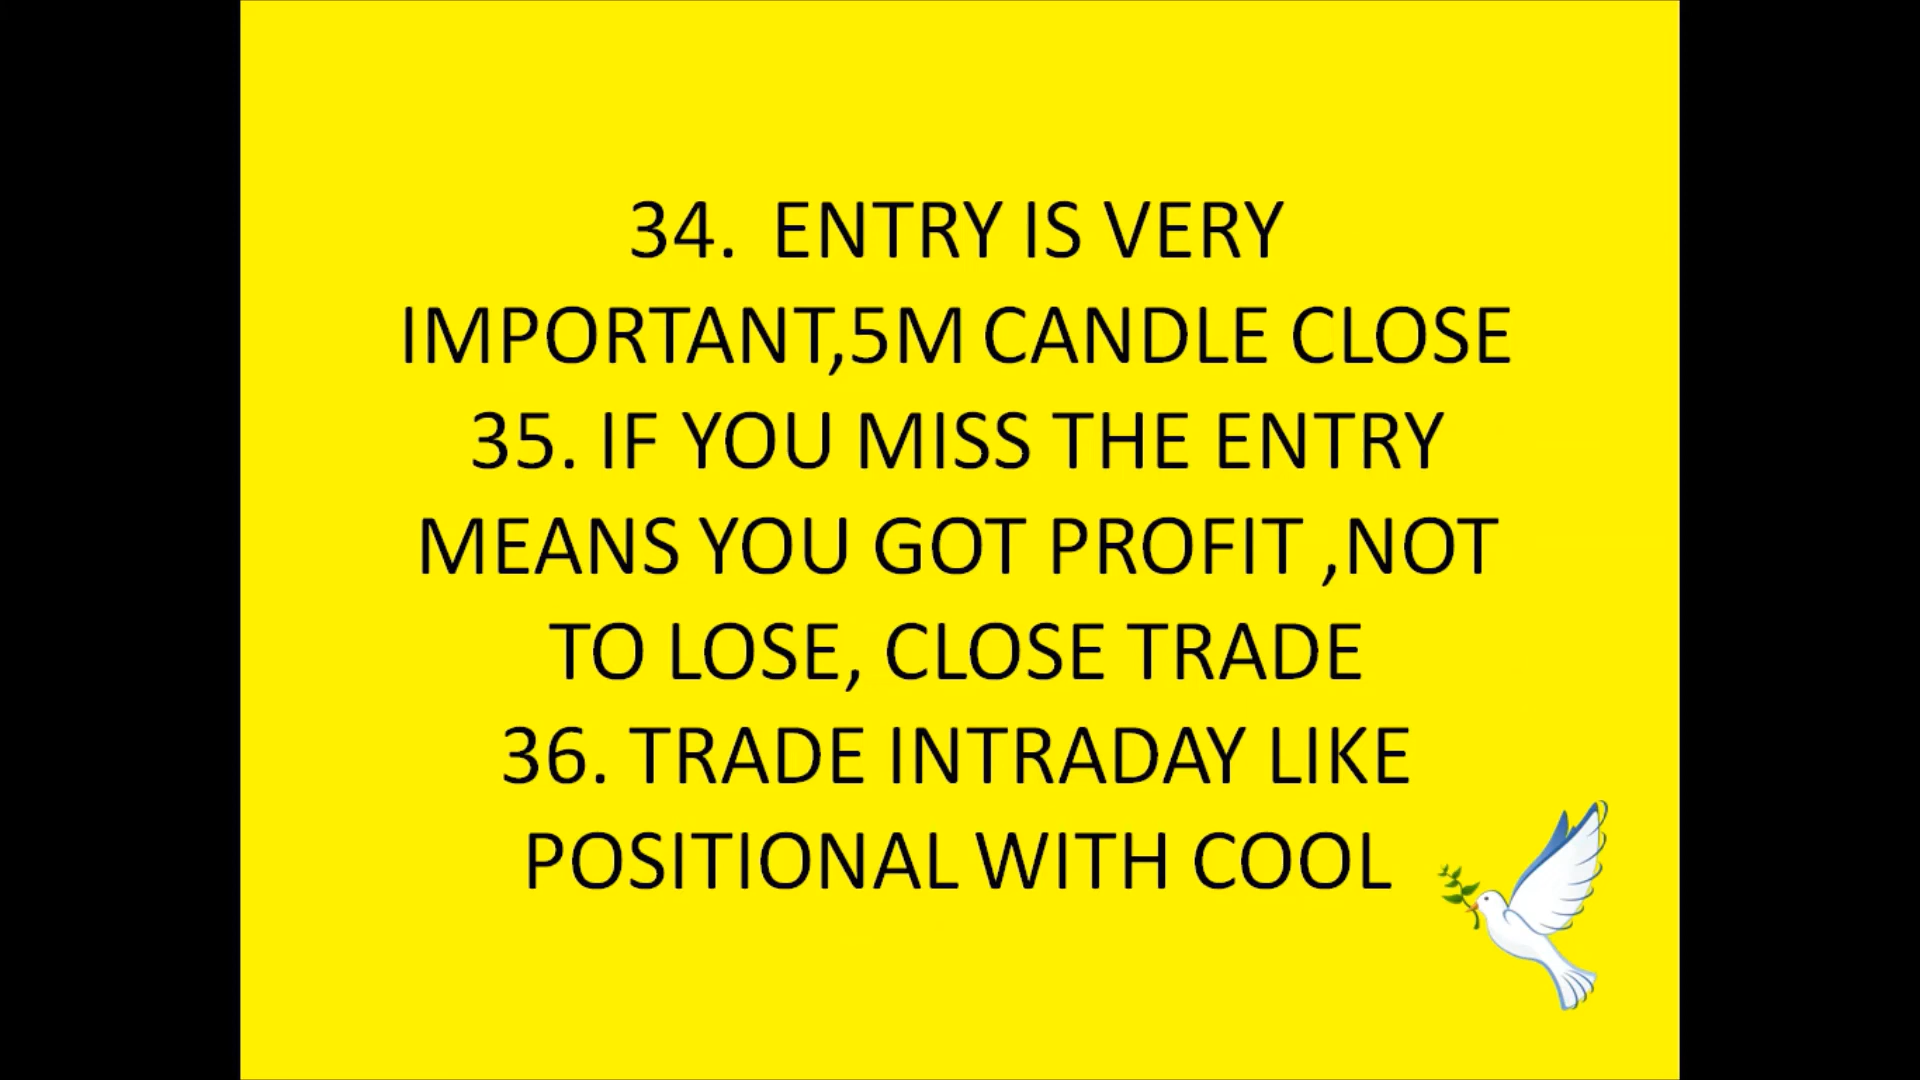 34.  ENTRY IS VERY
IMPORTANT,5M CANDLE CLOSE
35. IF YOU MISS THE ENTRY
MEANS YOU GOT PROFIT ,NOT
TO LOSE, CLOSE TRADE
36. TRADE INTRADAY LIKE
POSITIONAL WITH COOL